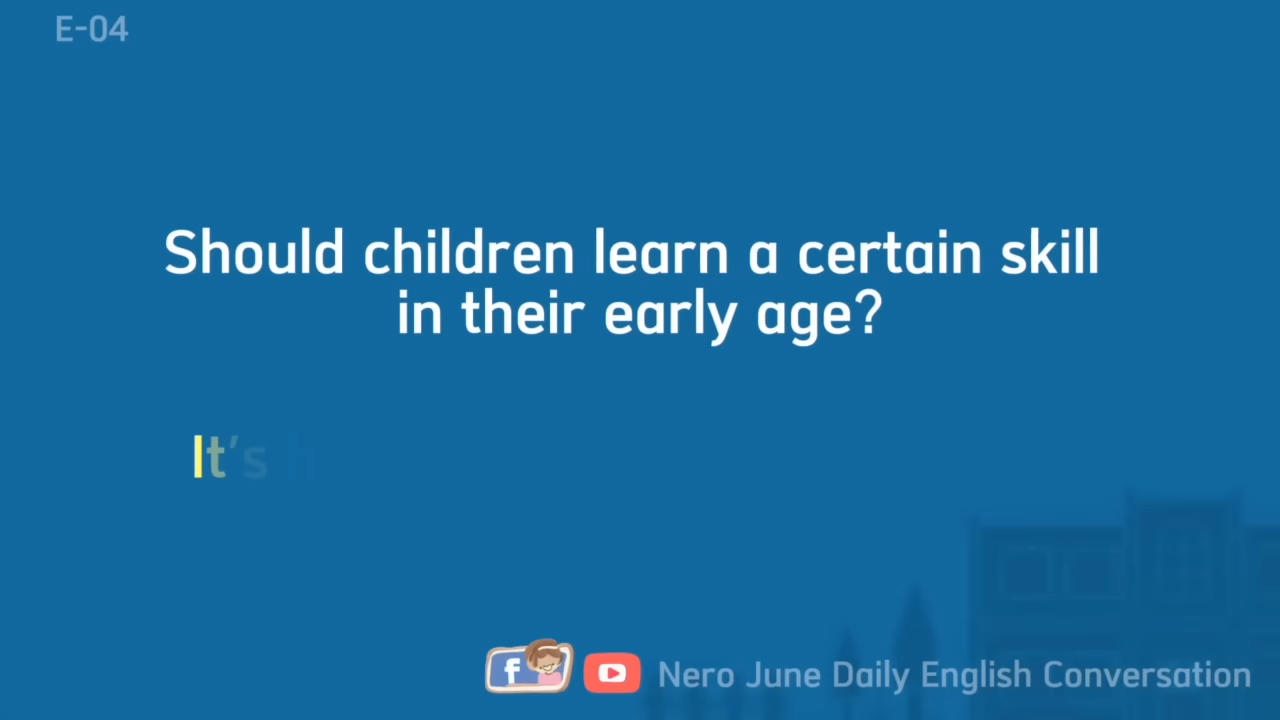 E-04
Should children learn a certain skill
in their early age?
It's
f Nero June Daily English Conversation